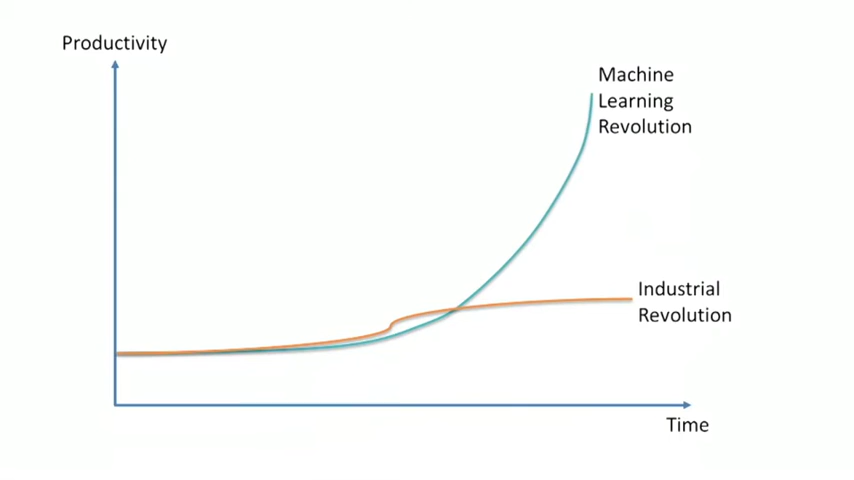 Productivity
Machine
Learning
Revolution
Industrial
Revolution
Time